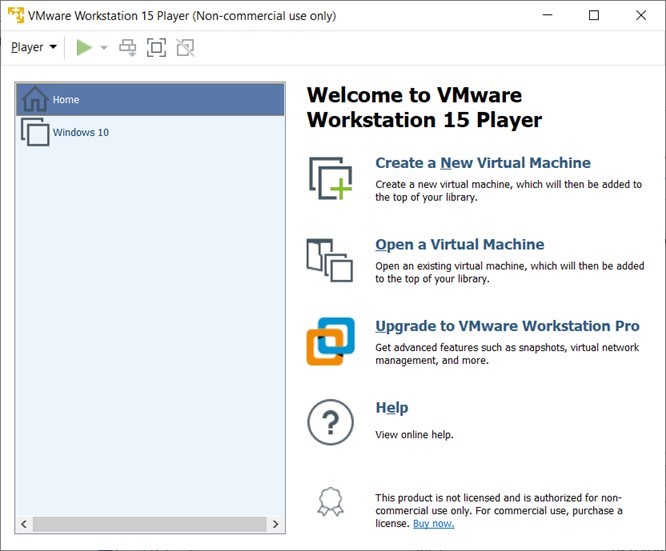 VMware Workstation 15 Player (Non-commercial use only)
Player
Home
Windows 10
Welcome to VMware
Workstation 15 Player
Create a New Virtual Machine
Create a new virtual machine, which will then be added to
the top of your library.
Open a Virtual Machine
Open an existing virtual machine, which will then be added
to the top of your library.
Upgrade to VMware Workstation Pro
Get advanced features such as snapshots, virtual network
management, and more.
Help
View online help.
This product is not licensed and is authorized for non-
commercial use only. For commercial use, purchase a
license. Buy now.